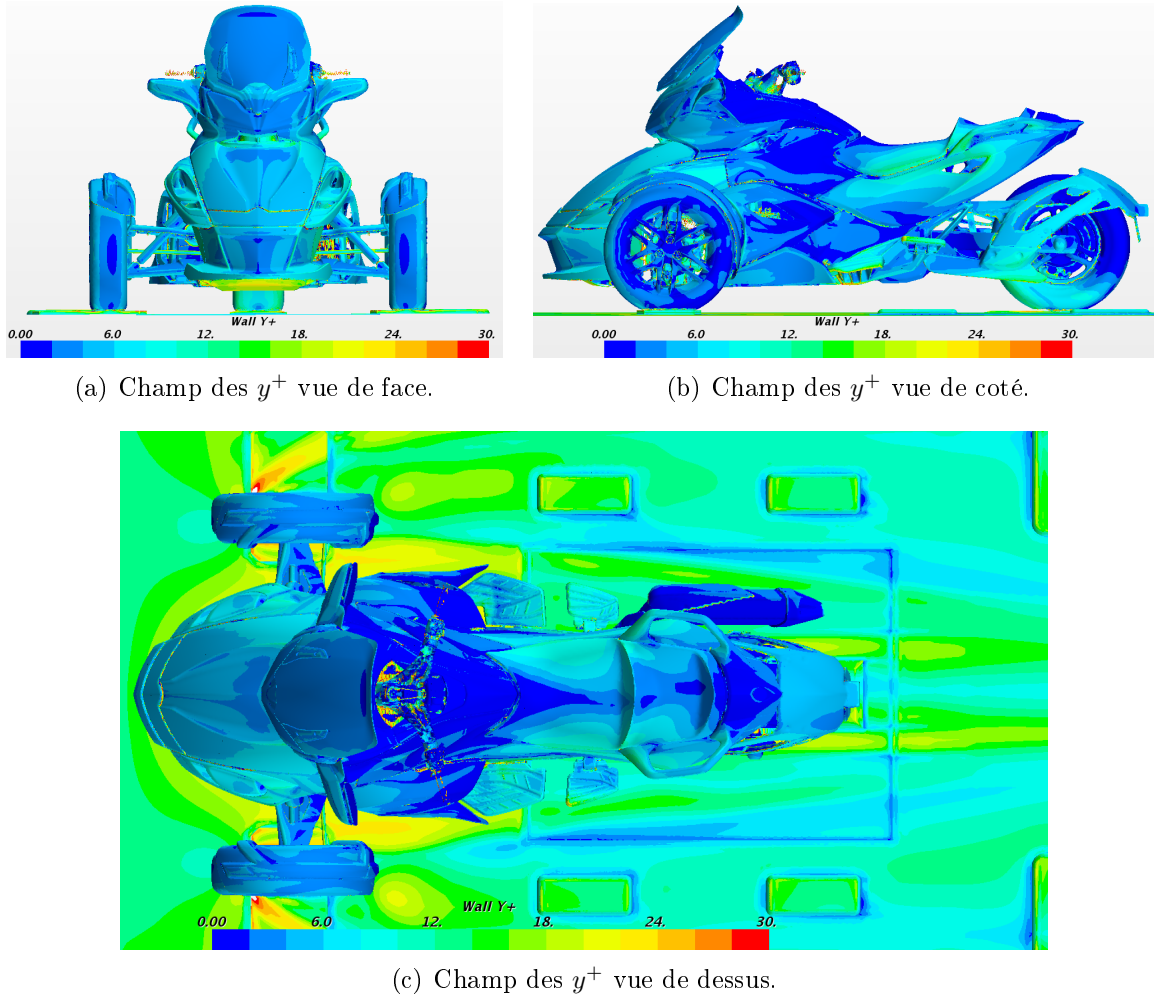 Wall Y+
0.00 6.0 12. 18. 24. 30.
Wall Y+
0.00 6.0 12. 18. 24. 30.
(a) Champ des y⁺ vue de face.
(b) Champ des y⁺ vue de coté.
Wall Y+
0.00 6.0 12. 18. 24. 30.
(c) Champ des y⁺ vue de dessus.